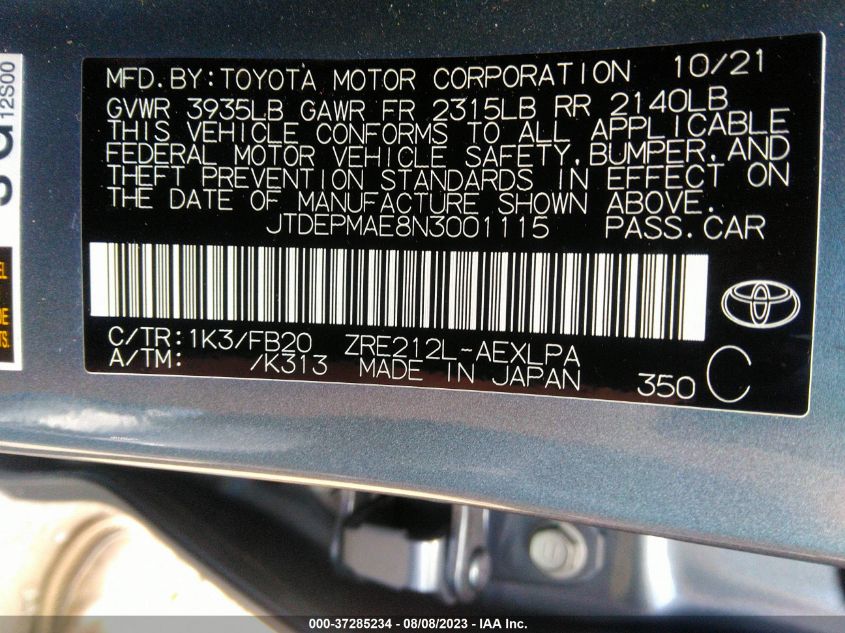 MFD.BY:TOYOTA MOTOR CORPORATION 10/21
GVWR 3935LB GAWR FR 2315LB RR 2140LB
THIS VEHICLE CONFORMS TO ALL APPLICABLE
FEDERAL MOTOR VEHICLE SAFETY,BUMPER,AND
THEFT PREVENTION STANDARDS IN EFFECT ON
THE DATE OF MANUFACTURE SHOWN ABOVE.
JTDEPMAE8N3001115 PASS.CAR
C/TR:1K3/FB20 ZRE212L-AEXLPA
A/TM: /K313 MADE IN JAPAN 350 C
12S00
000-37285234 - 08/08/2023 - IAA Inc.